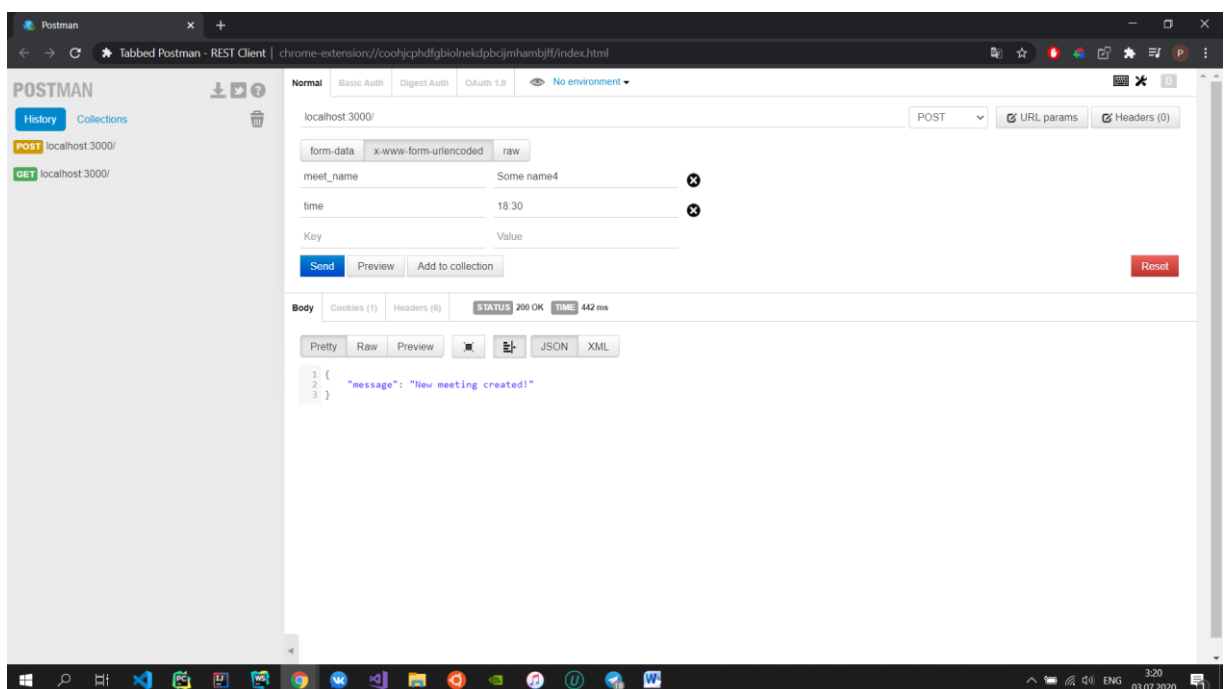 Postman
Tabbed Postman - REST Client | chrome-extension://coohjcphdfgbiolnekdpbcijmhambjff/index.html
P
POSTMAN
Normal Basic Auth Digest Auth OAuth 1.0 No environment
0
History Collections
localhost:3000/ POST URL params Headers (0)
POST localhost:3000/
form-data x-www-form-urlencoded raw
GET localhost:3000/
meet_name Some name4
time 18:30
Key Value
Send Preview Add to collection Reset
Body Cookies (1) Headers (6) STATUS 200 OK TIME 442 ms
Pretty Raw Preview JSON XML
1 {
2 "message": "New meeting created!"
3 }
ENG 3:20
03.07.2020